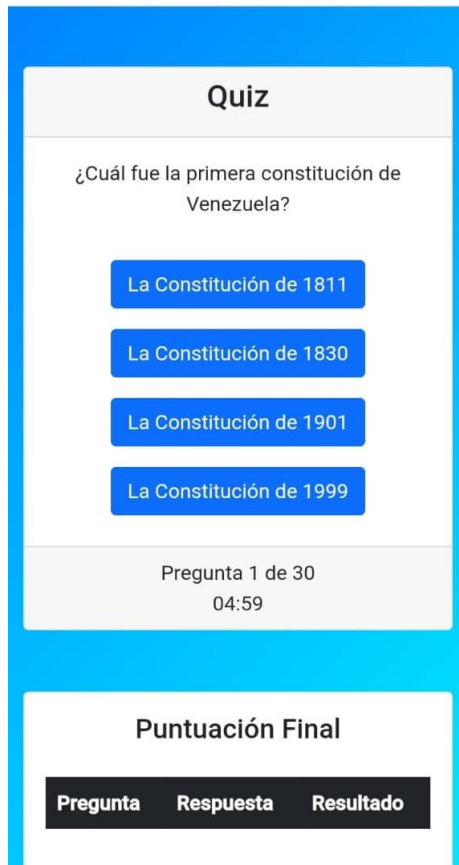 Quiz
¿Cuál fue la primera constitución de
Venezuela?
La Constitución de 1811
La Constitución de 1830
La Constitución de 1901
La Constitución de 1999
Pregunta 1 de 30
04:59
Puntuación Final
Pregunta Respuesta Resultado